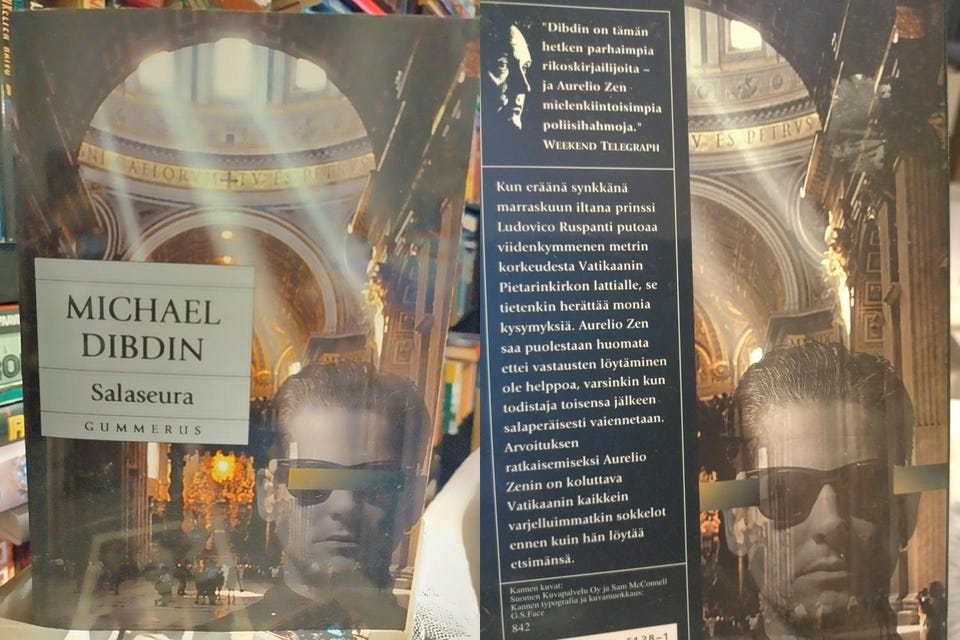 MICHAEL
DIBDIN
Salaseura
GUMMERUS
"Dibdin on tämän
hetken parhaimpia
rikoskirjailijoita –
ja Aurelio Zen
mielenkiintoisimpia
poliisihahmoja."
WEEKEND TELEGRAPH
Kun eräänä synkkänä
marraskuun iltana prinssi
Ludovico Ruspanti putoaa
viidenkymmenen metrin
korkeudesta Vatikaanin
Pietarinkirkon lattialle, se
tietenkin herättää monia
kysymyksiä. Aurelio Zen
saa puolestaan huomata
ettei vastausten löytäminen
ole helppoa, varsinkin kun
todistaja toisensa jälkeen
salaperäisesti vaiennetaan.
Arvoituksen
ratkaisemiseksi Aurelio
Zenin on koluttava
Vatikaanin kaikkein
varjelluimmatkin sokkelot
ennen kuin hän löytää
etsimänsä.
Kannen kuvat:
Suomen Kuvapalvelu Oy ja Sam McConnell
Kannen typografia ja kuvamuokkaus:
G.S.Face
842
TV ES PETRVS
ES PETRVS